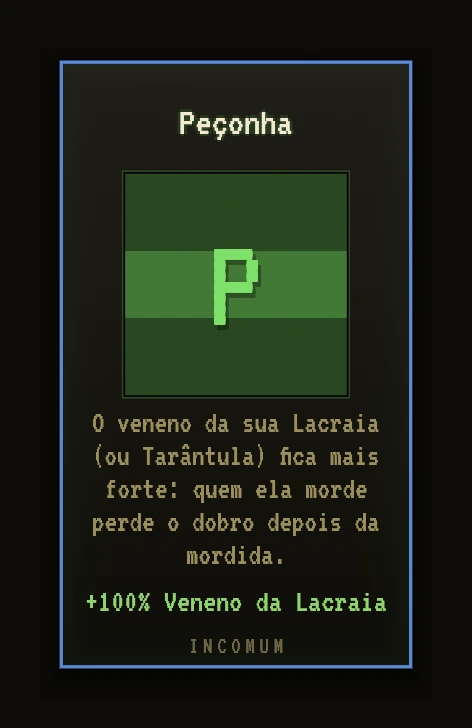 Peçonha
P
O veneno da sua Lacraia
(ou Tarântula) fica mais
forte: quem ela morde
perde o dobro depois da
mordida.
+100% Veneno da Lacraia
INCOMUM